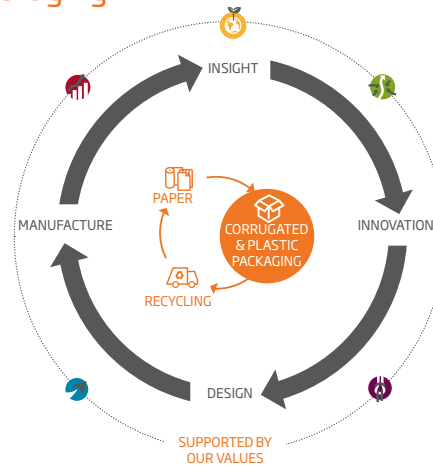 INSIGHT
PAPER
CORRUGATED
& PLASTIC
PACKAGING
MANUFACTURE
INNOVATION
RECYCLING
DESIGN
SUPPORTED BY
OUR VALUES